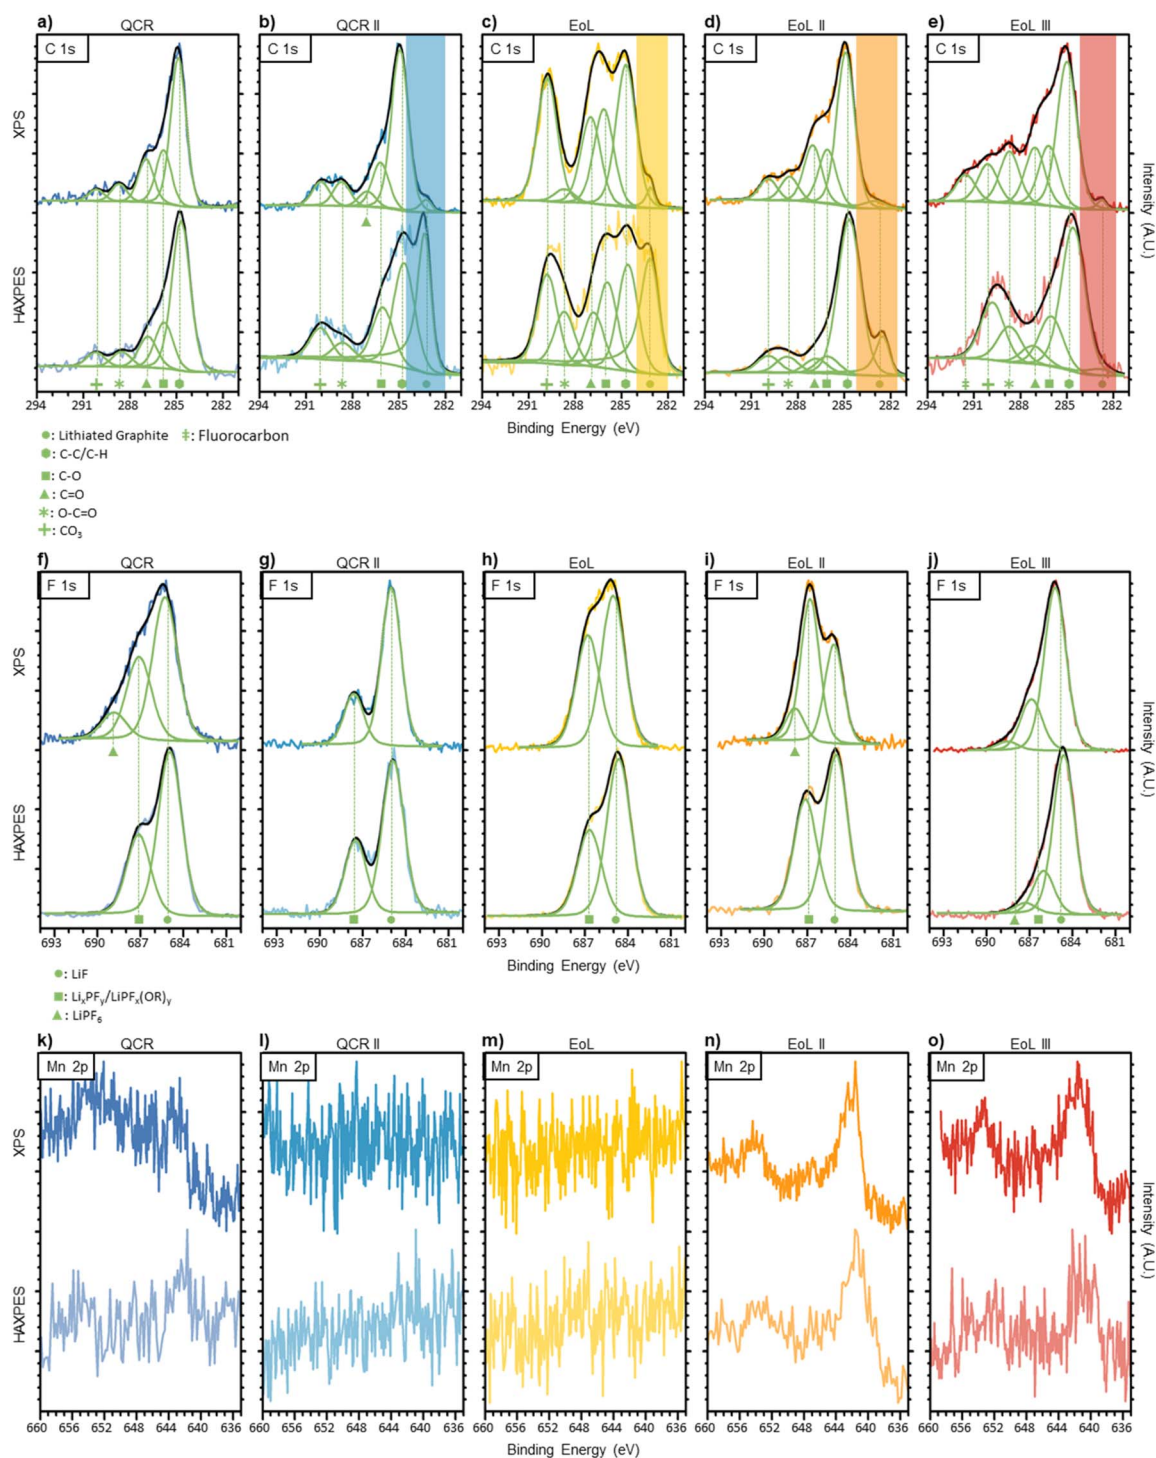 a) QCR b) QCR II c) EoL d) EoL II e) EoL III
C 1s C 1s C 1s C 1s C 1s
XPS
HAXPES
Intensity (A.U.)
294 291 288 285 282 291 288 285 282 291 288 285 282 291 288 285 282 291 288 285 282
Binding Energy (eV)
●: Lithiated Graphite ‡: Fluorocarbon
⬢: C-C/C-H
■: C-O
▲: C=O
✳: O-C=O
+: CO₃
f) QCR g) QCR II h) EoL i) EoL II j) EoL III
F 1s F 1s F 1s F 1s F 1s
XPS
HAXPES
Intensity (A.U.)
693 690 687 684 681 693 690 687 684 681 693 690 687 684 681 693 690 687 684 681 693 690 687 684 681
Binding Energy (eV)
●: LiF
■: LiₓPFᵧ/LiPFₓ(OR)ᵧ
▲: LiPF₆
k) QCR l) QCR II m) EoL n) EoL II o) EoL III
Mn 2p Mn 2p Mn 2p Mn 2p Mn 2p
XPS
HAXPES
Intensity (A.U.)
660 656 652 648 644 640 636 660 656 652 648 644 640 636 660 656 652 648 644 640 636 660 656 652 648 644 640 636 660 656 652 648 644 640 636
Binding Energy (eV)